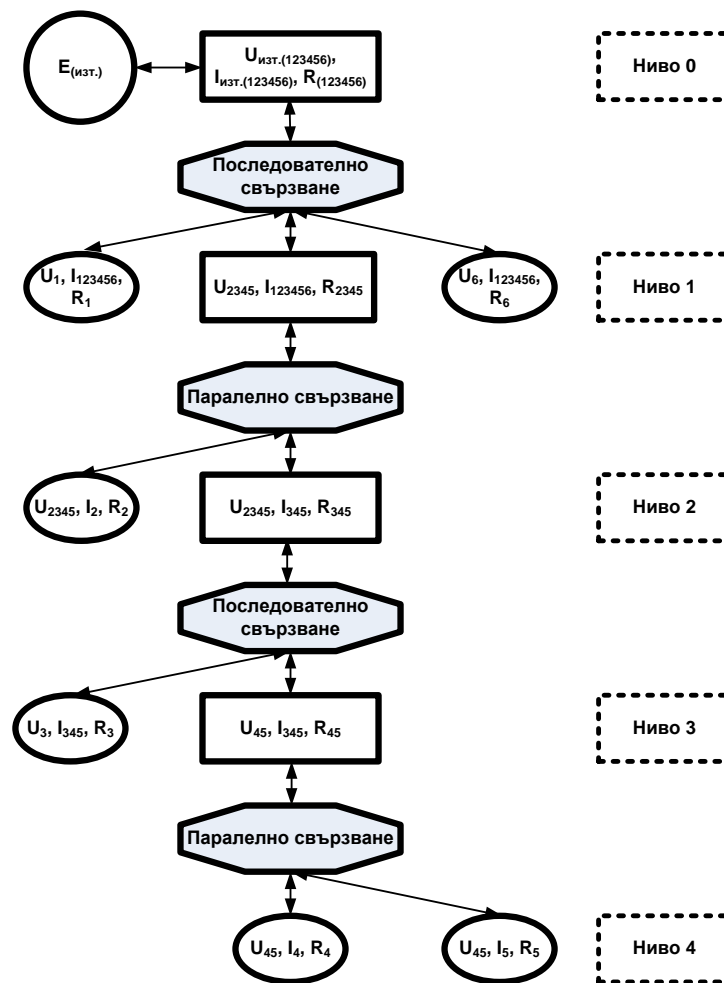 E(изт.)
Uизт.(123456),
Iизт.(123456), R(123456)
Ниво 0
Последователно
свързване
U1, I123456,
R1
U2345, I123456, R2345
U6, I123456,
R6
Ниво 1
Паралелно свързване
U2345, I2, R2
U2345, I345, R345
Ниво 2
Последователно
свързване
U3, I345, R3
U45, I345, R45
Ниво 3
Паралелно свързване
U45, I4, R4
U45, I5, R5
Ниво 4